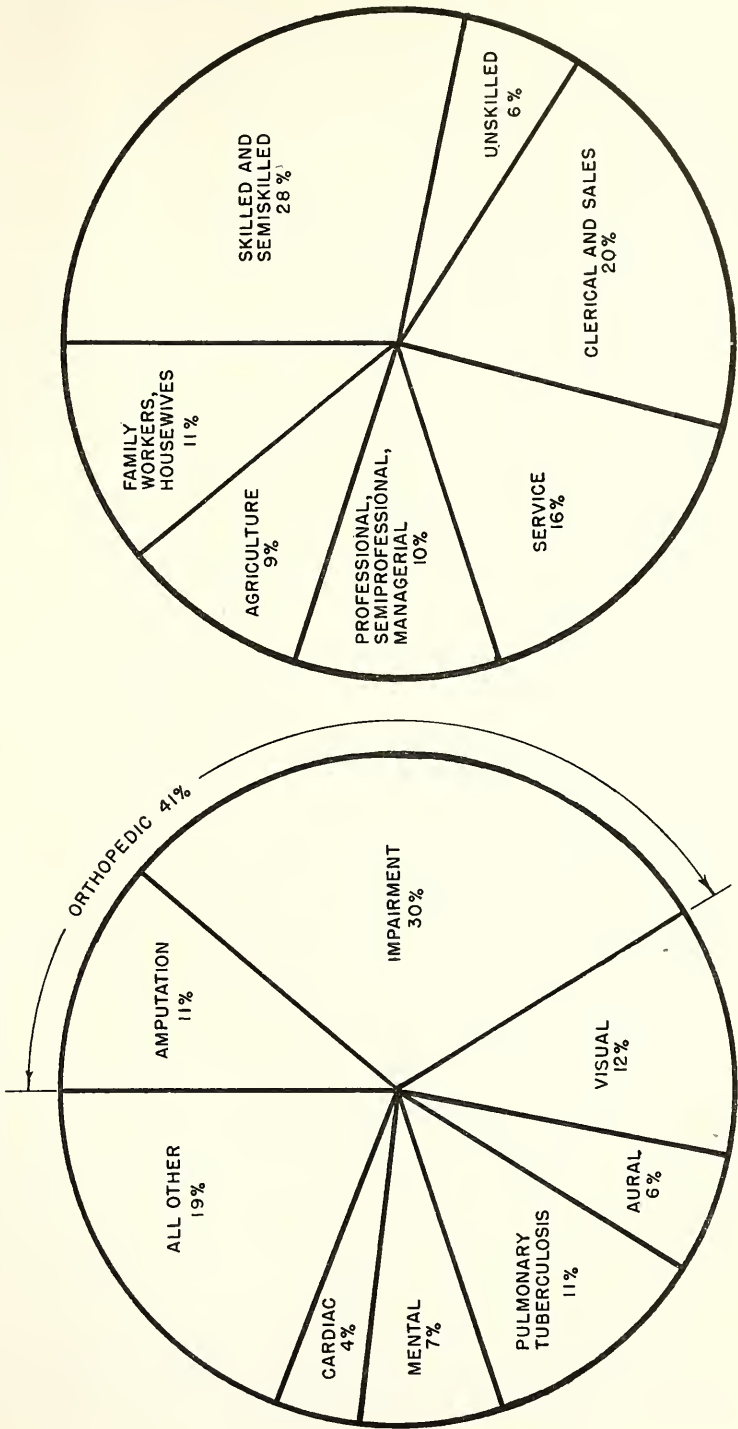 ORTHOPEDIC 41%
AMPUTATION
11%
IMPAIRMENT
30%
VISUAL
12%
AURAL
6%
PULMONARY
TUBERCULOSIS
11%
MENTAL
7%
CARDIAC
4%
ALL OTHER
19%
SKILLED AND
SEMISKILLED
28%
UNSKILLED
6%
CLERICAL AND SALES
20%
SERVICE
16%
PROFESSIONAL,
SEMIPROFESSIONAL,
MANAGERIAL
10%
AGRICULTURE
9%
FAMILY
WORKERS,
HOUSEWIVES
11%